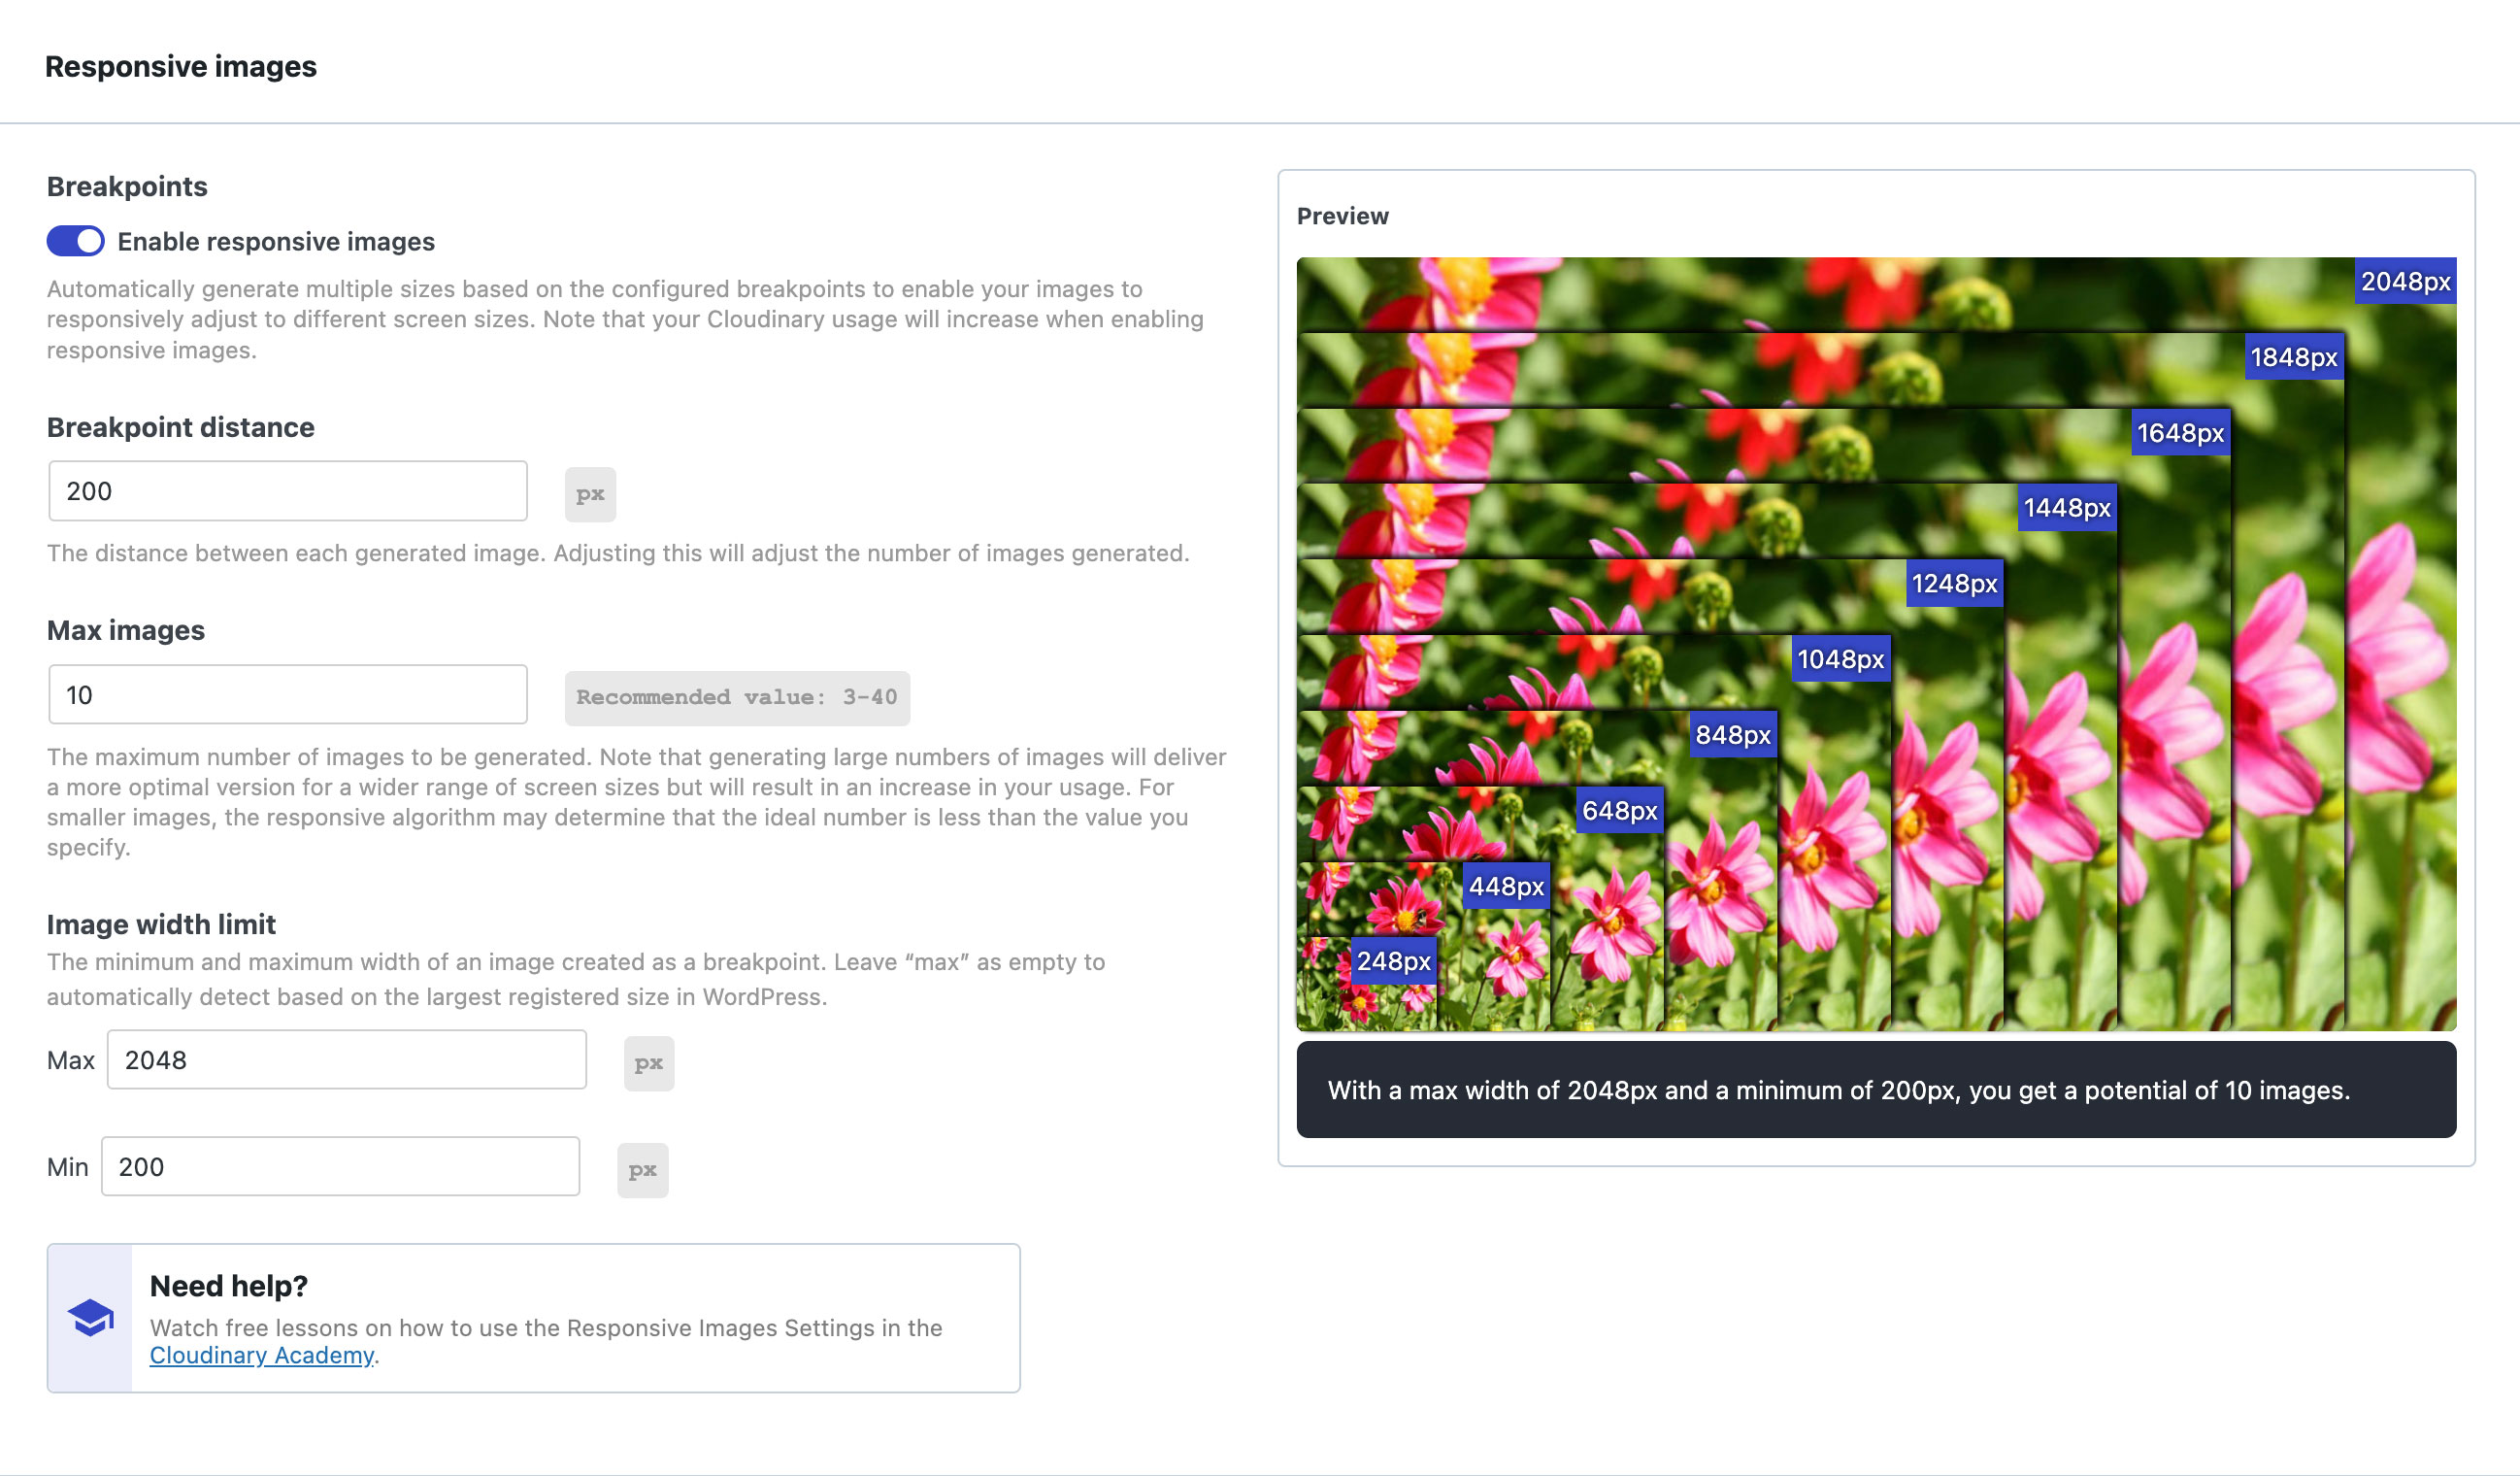 Responsive images
Breakpoints
Enable responsive images
Automatically generate multiple sizes based on the configured breakpoints to enable your images to
responsively adjust to different screen sizes. Note that your Cloudinary usage will increase when enabling
responsive images.
Breakpoint distance
200
px
The distance between each generated image. Adjusting this will adjust the number of images generated.
Max images
10
Recommended value: 3-40
The maximum number of images to be generated. Note that generating large numbers of images will deliver
a more optimal version for a wider range of screen sizes but will result in an increase in your usage. For
smaller images, the responsive algorithm may determine that the ideal number is less than the value you
specify.
Image width limit
The minimum and maximum width of an image created as a breakpoint. Leave “max” as empty to
automatically detect based on the largest registered size in WordPress.
Max 2048 px
Min 200 px
Need help?
Watch free lessons on how to use the Responsive Images Settings in the
Cloudinary Academy.
Preview
2048px
1848px
1648px
1448px
1248px
1048px
848px
648px
448px
248px
With a max width of 2048px and a minimum of 200px, you get a potential of 10 images.